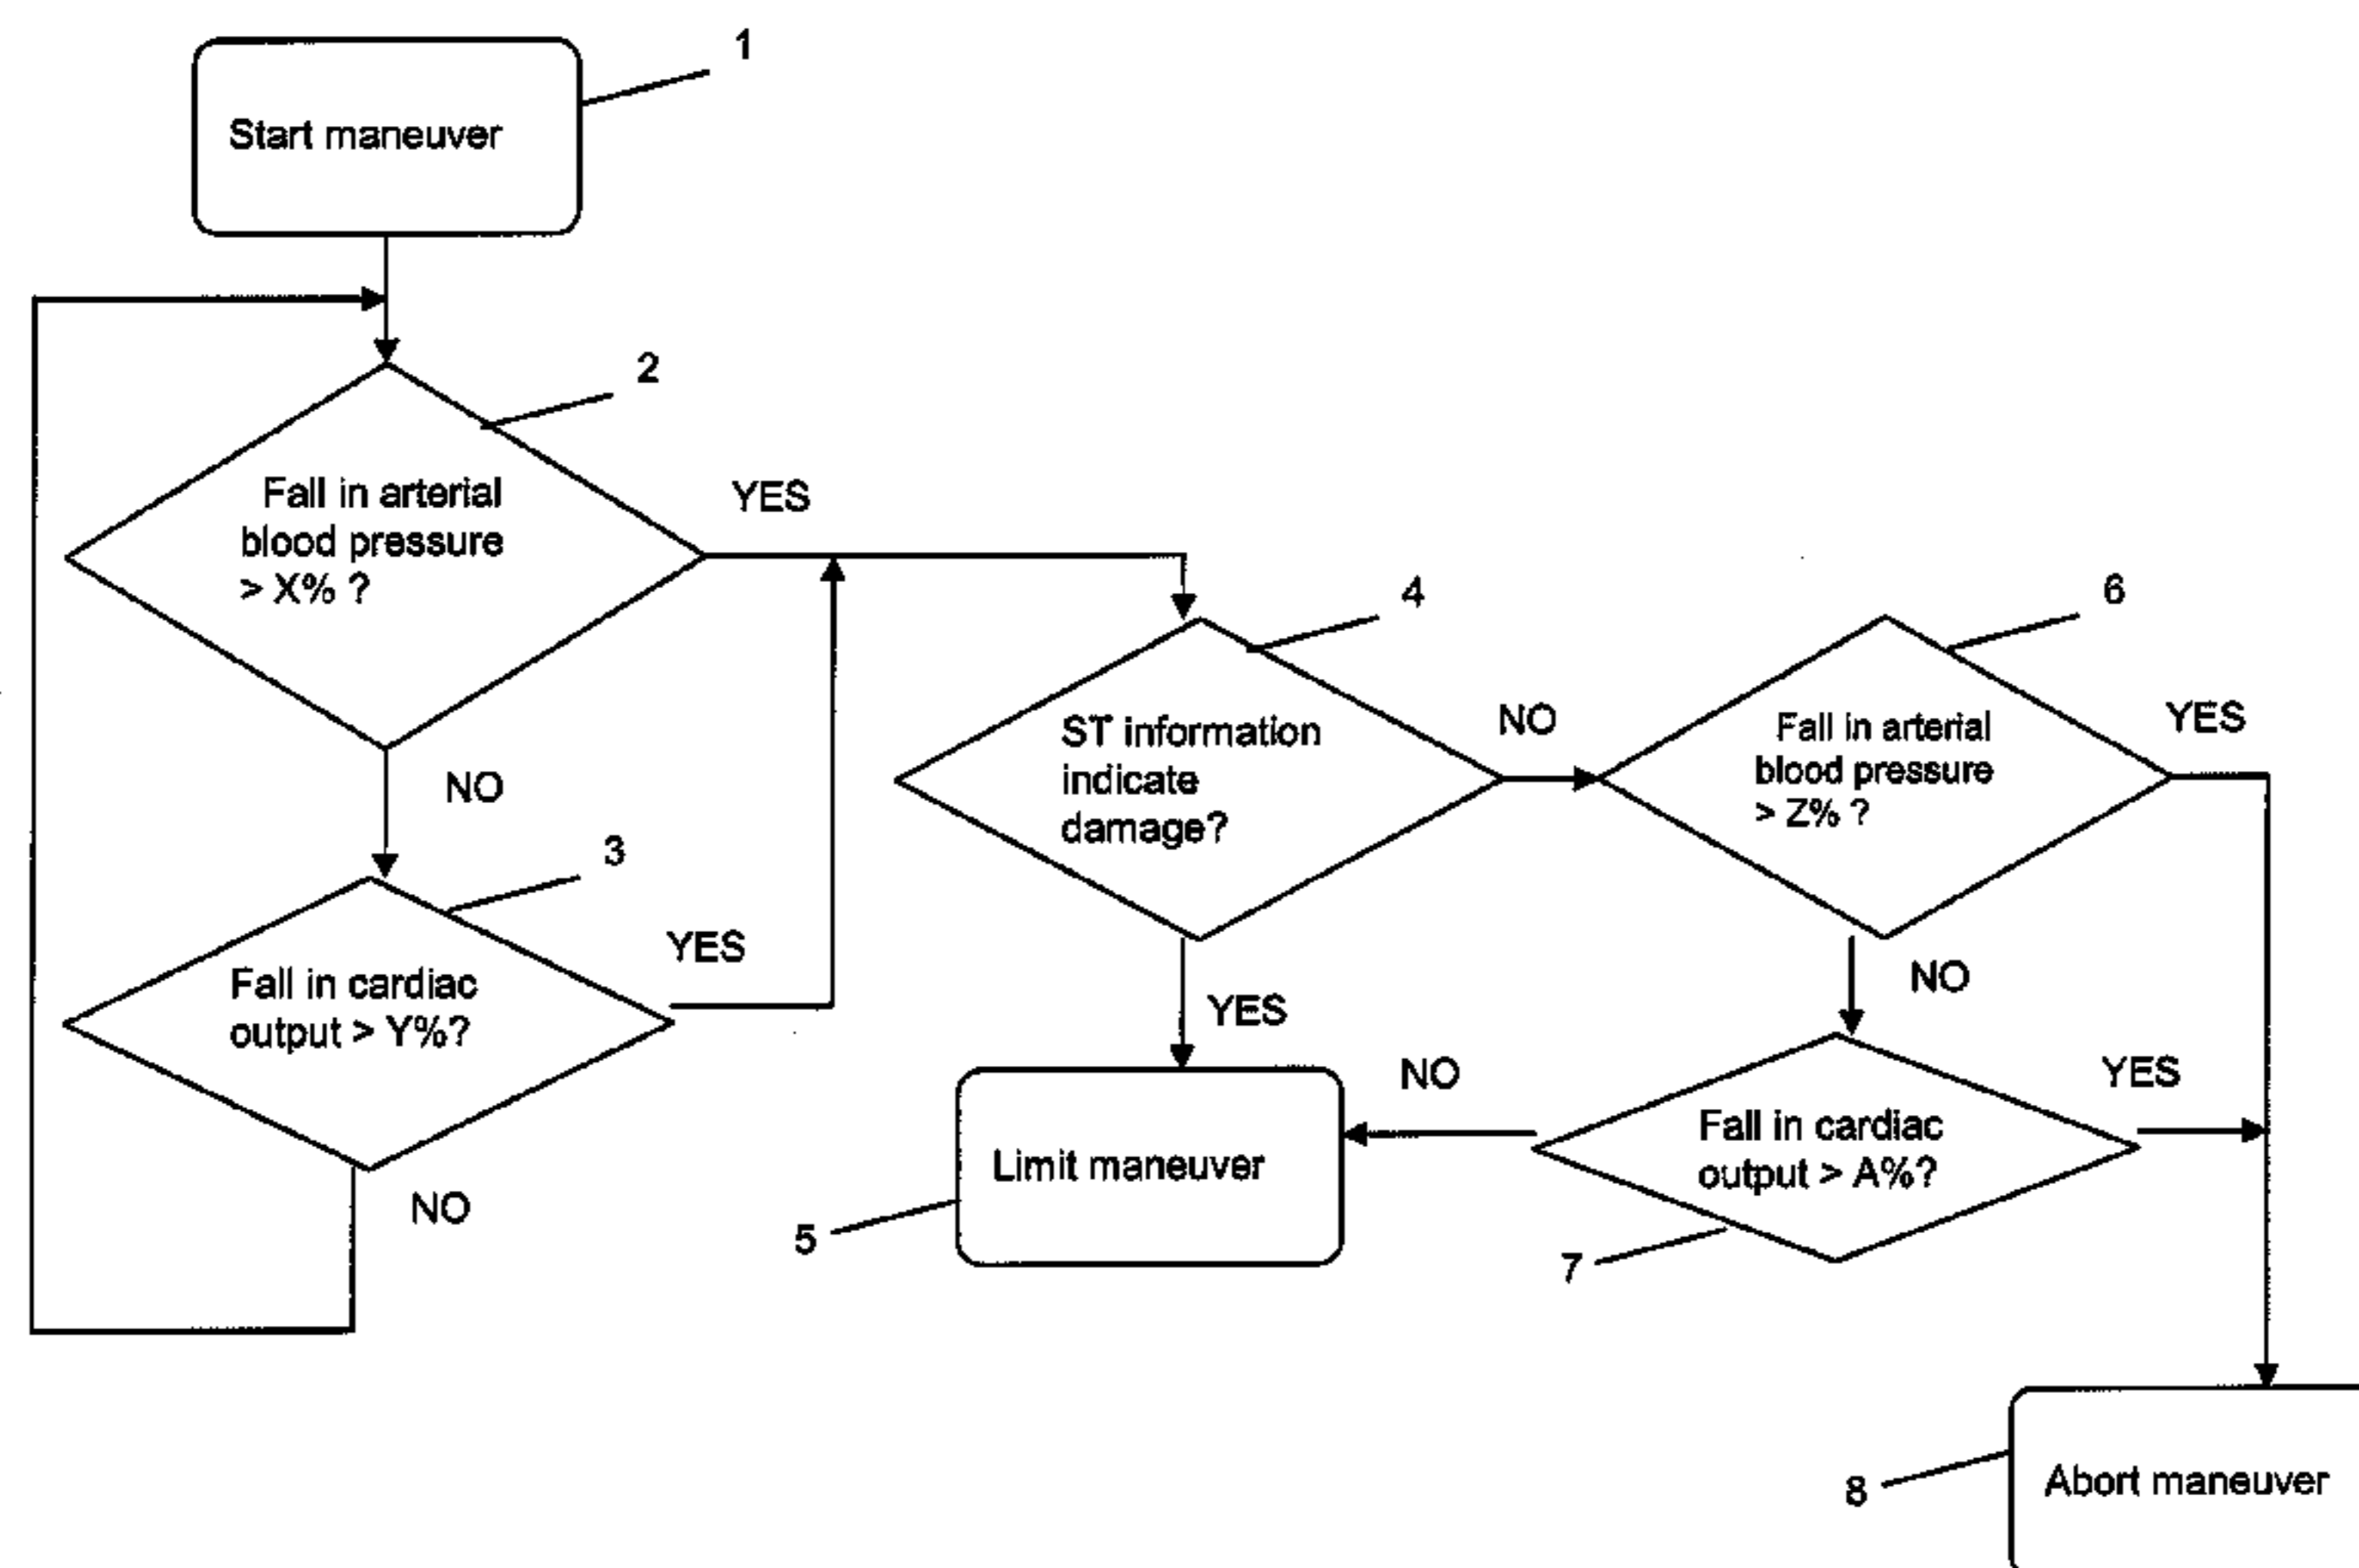 1
Start maneuver
2
Fall in arterial
blood pressure
> X% ?
YES
NO
3
Fall in cardiac
output > Y%?
YES
NO
4
ST information
indicate
damage?
NO
YES
6
Fall in arterial
blood pressure
> Z% ?
YES
NO
Limit maneuver
5
NO
Fall in cardiac
output > A%?
YES
7
8
Abort maneuver